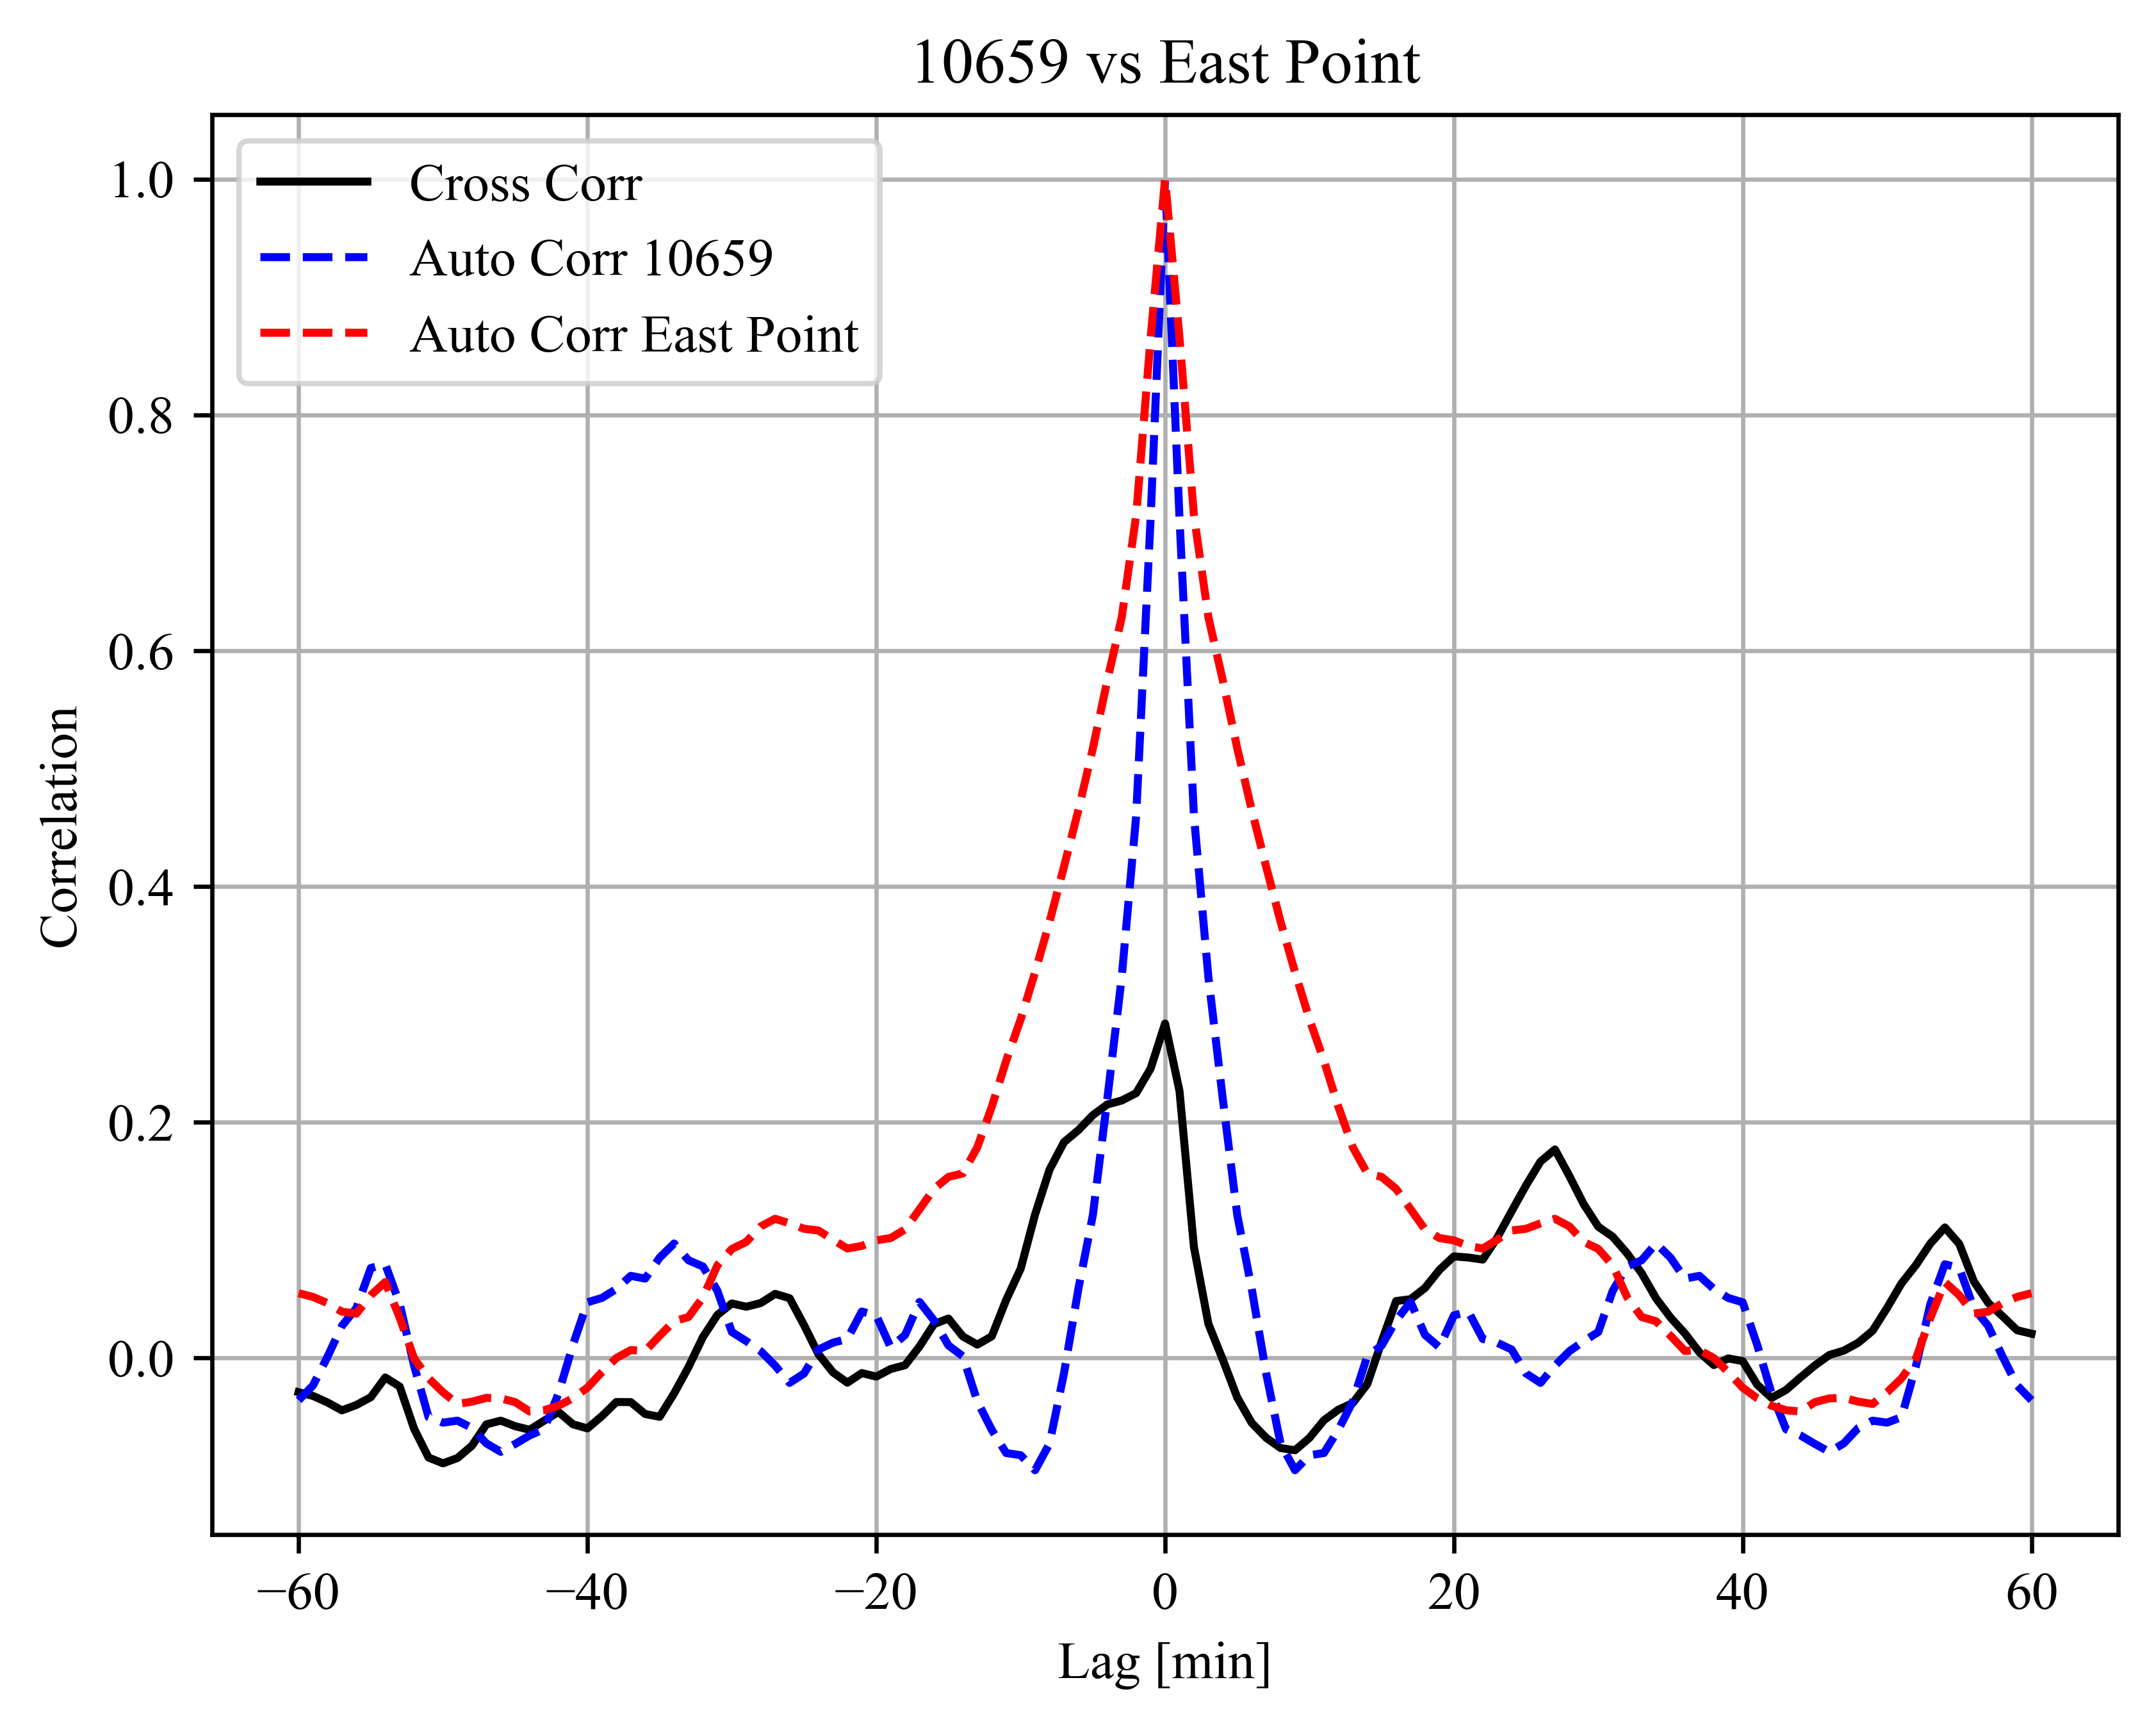 10659 vs East Point
Cross Corr
Auto Corr 10659
Auto Corr East Point
1.0
0.8
0.6
0.4
0.2
0.0
Correlation
−60 −40 −20 0 20 40 60
Lag [min]